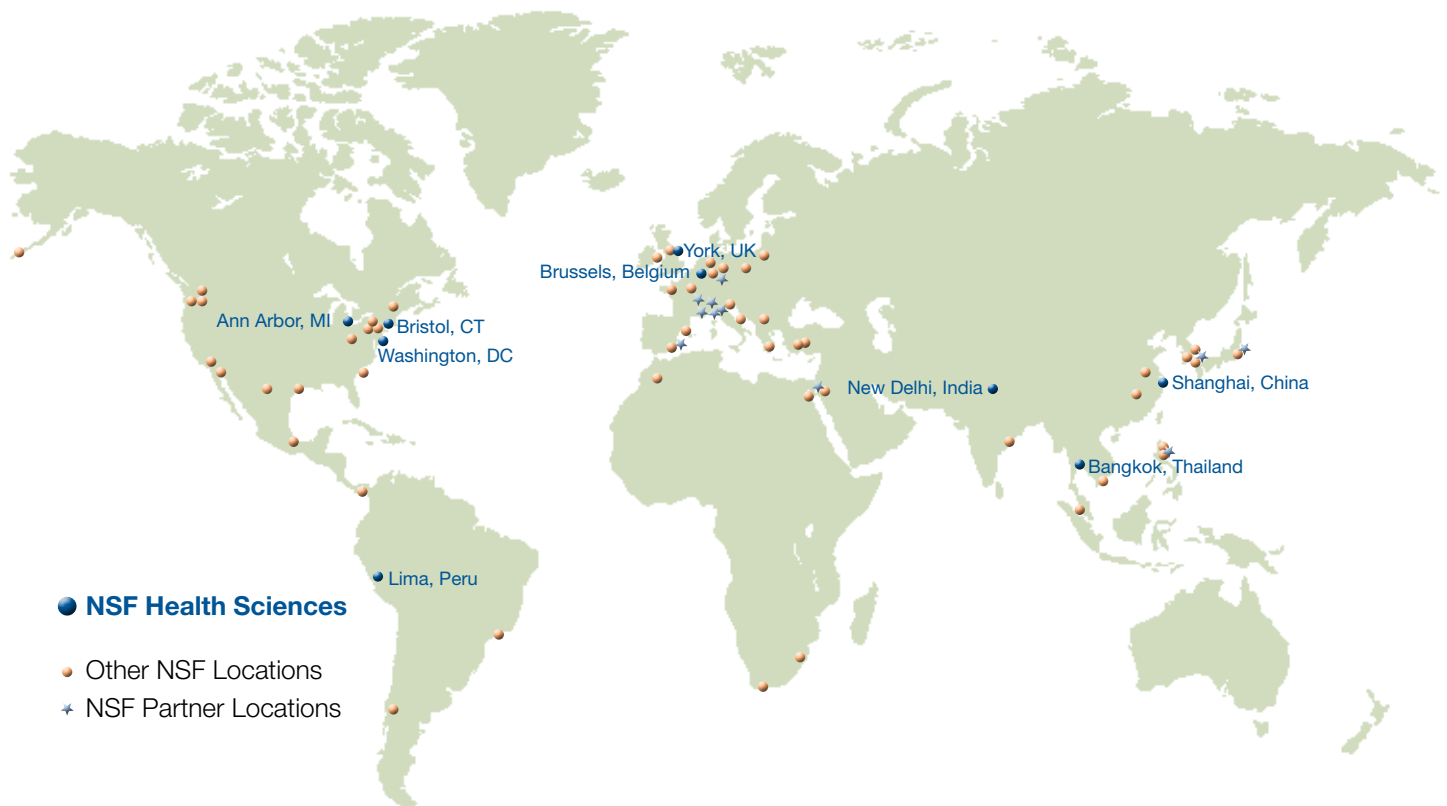 York, UK
Brussels, Belgium
Ann Arbor, MI
Bristol, CT
Washington, DC
New Delhi, India
Shanghai, China
Bangkok, Thailand
Lima, Peru
NSF Health Sciences
Other NSF Locations
NSF Partner Locations